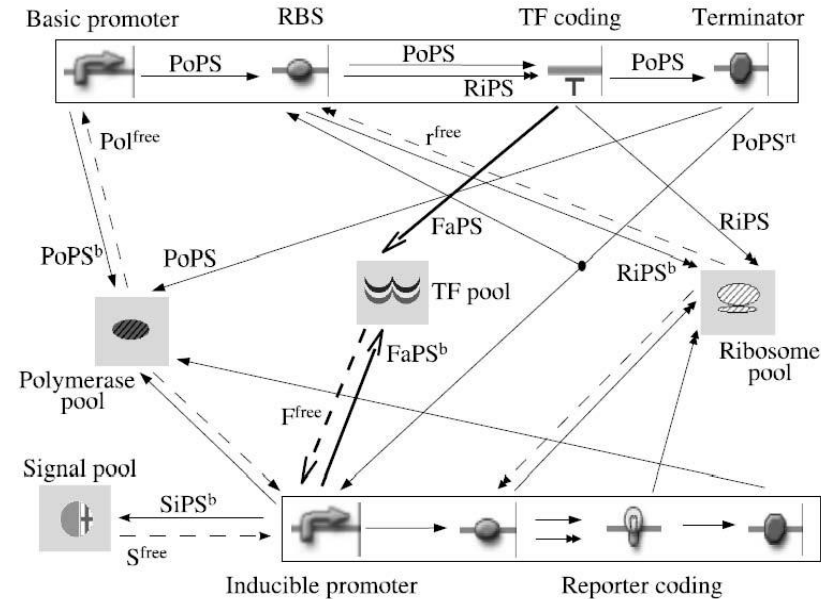 Basic promoter RBS TF coding Terminator
PoPS PoPS PoPS
RiPS
Pol^free r^free PoPS^rt
FaPS RiPS
PoPS^b PoPS RiPS^b
TF pool
Polymerase
pool
FaPS^b Ribosome
pool
F^free
Signal pool
SiPS^b
S^free
Inducible promoter Reporter coding